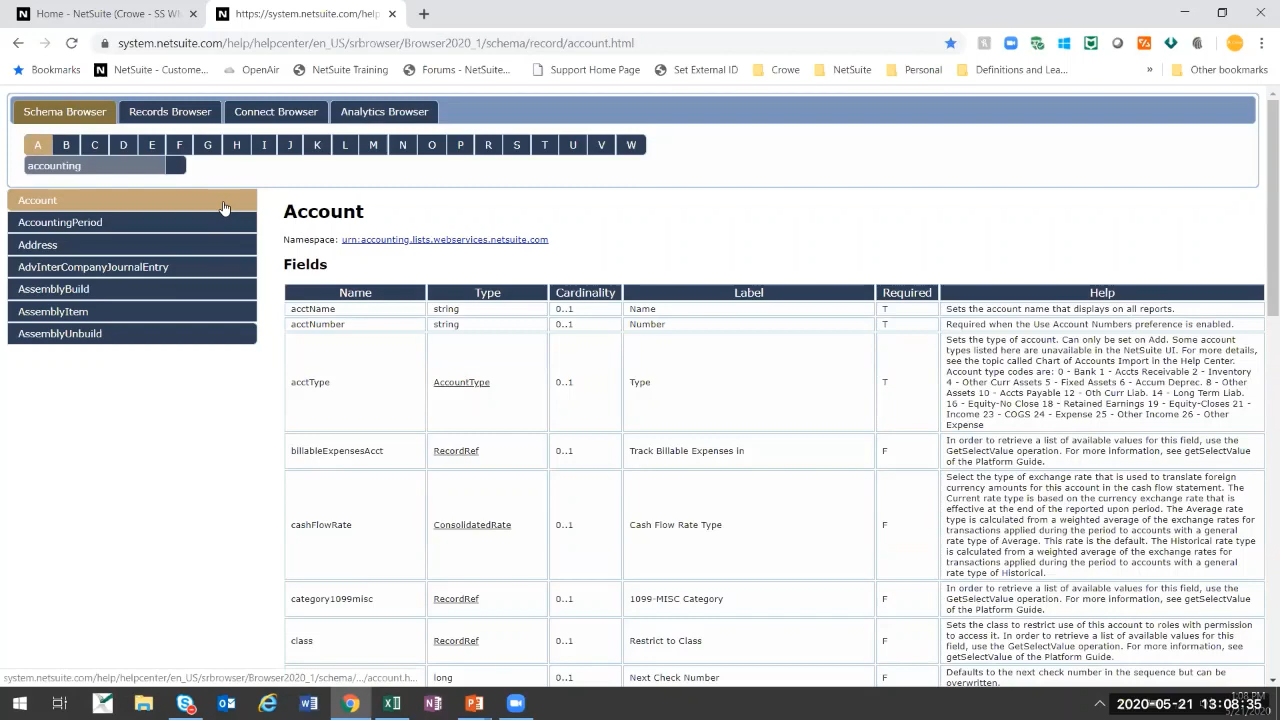 Home - NetSuite (Crowe - SS W
https://system.netsuite.com/help
system.netsuite.com/help/helpcenter/en_US/srbrowser/Browser2020_1/schema/record/account.html
Bookmarks
NetSuite - Custome...
OpenAir
NetSuite Training
Forums - NetSuite...
Support Home Page
Set External ID
Crowe
NetSuite
Personal
Definitions and Lea...
»
Other bookmarks
Schema Browser
Records Browser
Connect Browser
Analytics Browser
A B C D E F G H I J K L M N O P R S T U V W
accounting
Account
AccountingPeriod
Address
AdvInterCompanyJournalEntry
AssemblyBuild
AssemblyItem
AssemblyUnbuild
Account
Namespace: urn:accounting.lists.webservices.netsuite.com
Fields
Name Type Cardinality Label Required Help
acctName string 0..1 Name T Sets the account name that displays on all reports.
acctNumber string 0..1 Number T Required when the Use Account Numbers preference is enabled.
acctType AccountType 0..1 Type T Sets the type of account. Can only be set on Add. Some account
types listed here are unavailable in the NetSuite UI. For more details,
see the topic called Chart of Accounts Import in the Help Center.
Account type codes are: 0 - Bank 1 - Accts Receivable 2 - Inventory
4 - Other Curr Assets 5 - Fixed Assets 6 - Accum Deprec. 8 - Other
Assets 10 - Accts Payable 12 - Oth Curr Liab. 14 - Long Term Liab.
16 - Equity-No Close 18 - Retained Earnings 19 - Equity-Closes 21 -
Income 23 - COGS 24 - Expense 25 - Other Income 26 - Other
Expense
billableExpensesAcct RecordRef 0..1 Track Billable Expenses in F In order to retrieve a list of available values for this field, use the
GetSelectValue operation. For more information, see getSelectValue
of the Platform Guide.
cashFlowRate ConsolidatedRate 0..1 Cash Flow Rate Type F Select the type of exchange rate that is used to translate foreign
currency amounts for this account in the cash flow statement. The
Current rate type is based on the currency exchange rate that is
effective at the end of the reported upon period. The Average rate
type is calculated from a weighted average of the exchange rates for
transactions applied during the period to accounts with a general
rate type of Average. This rate is the default. The Historical rate type
is calculated from a weighted average of the exchange rates for
transactions applied during the period to accounts with a general
rate type of Historical.
category1099misc RecordRef 0..1 1099-MISC Category F In order to retrieve a list of available values for this field, use the
GetSelectValue operation. For more information, see getSelectValue
of the Platform Guide.
class RecordRef 0..1 Restrict to Class F Sets the class to restrict use of this account to roles with permission
to access it. In order to retrieve a list of available values for this
field, use the GetSelectValue operation. For more information, see
getSelectValue of the Platform Guide.
long 0..1 Next Check Number F Defaults to the next check number in the sequence but can be
overwritten.
system.netsuite.com/help/helpcenter/en_US/srbrowser/Browser2020_1/schema/.../account.h...
2020-05-21 13:08:35